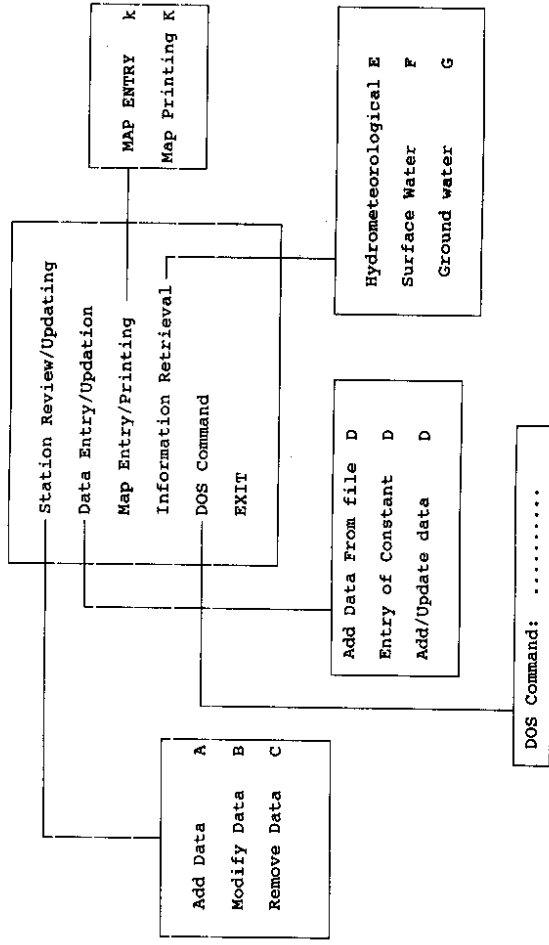 Station Review/Updating
Data Entry/Updation
Map Entry/Printing
Information Retrieval
DOS Command
EXIT
MAP ENTRY k
Map Printing K
Add Data A
Modify Data B
Remove Data C
Add Data From file D
Entry of Constant D
Add/Update data D
Hydrometeorological E
Surface Water F
Ground water G
DOS Command: ..........